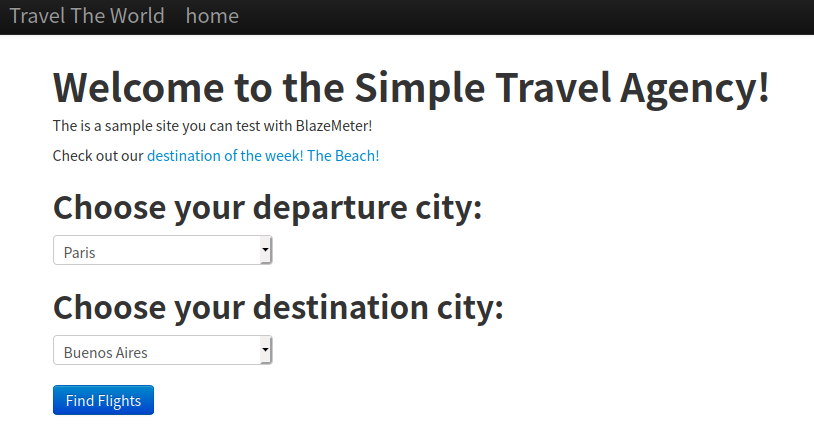 Travel The World home
Welcome to the Simple Travel Agency!
The is a sample site you can test with BlazeMeter!
Check out our destination of the week! The Beach!
Choose your departure city:
Paris
Choose your destination city:
Buenos Aires
Find Flights